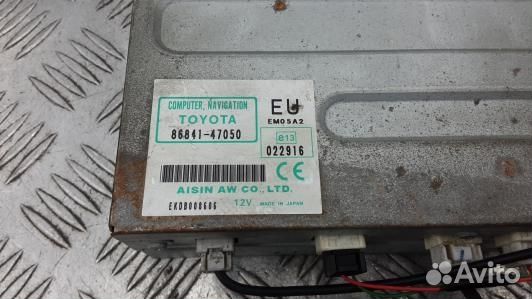 COMPUTER, NAVIGATION
TOYOTA
86841-47050
EU
EM05A2
e13
022916
CE
AISIN AW CO., LTD.
EKDB008686
12V
MADE IN JAPAN
Avito